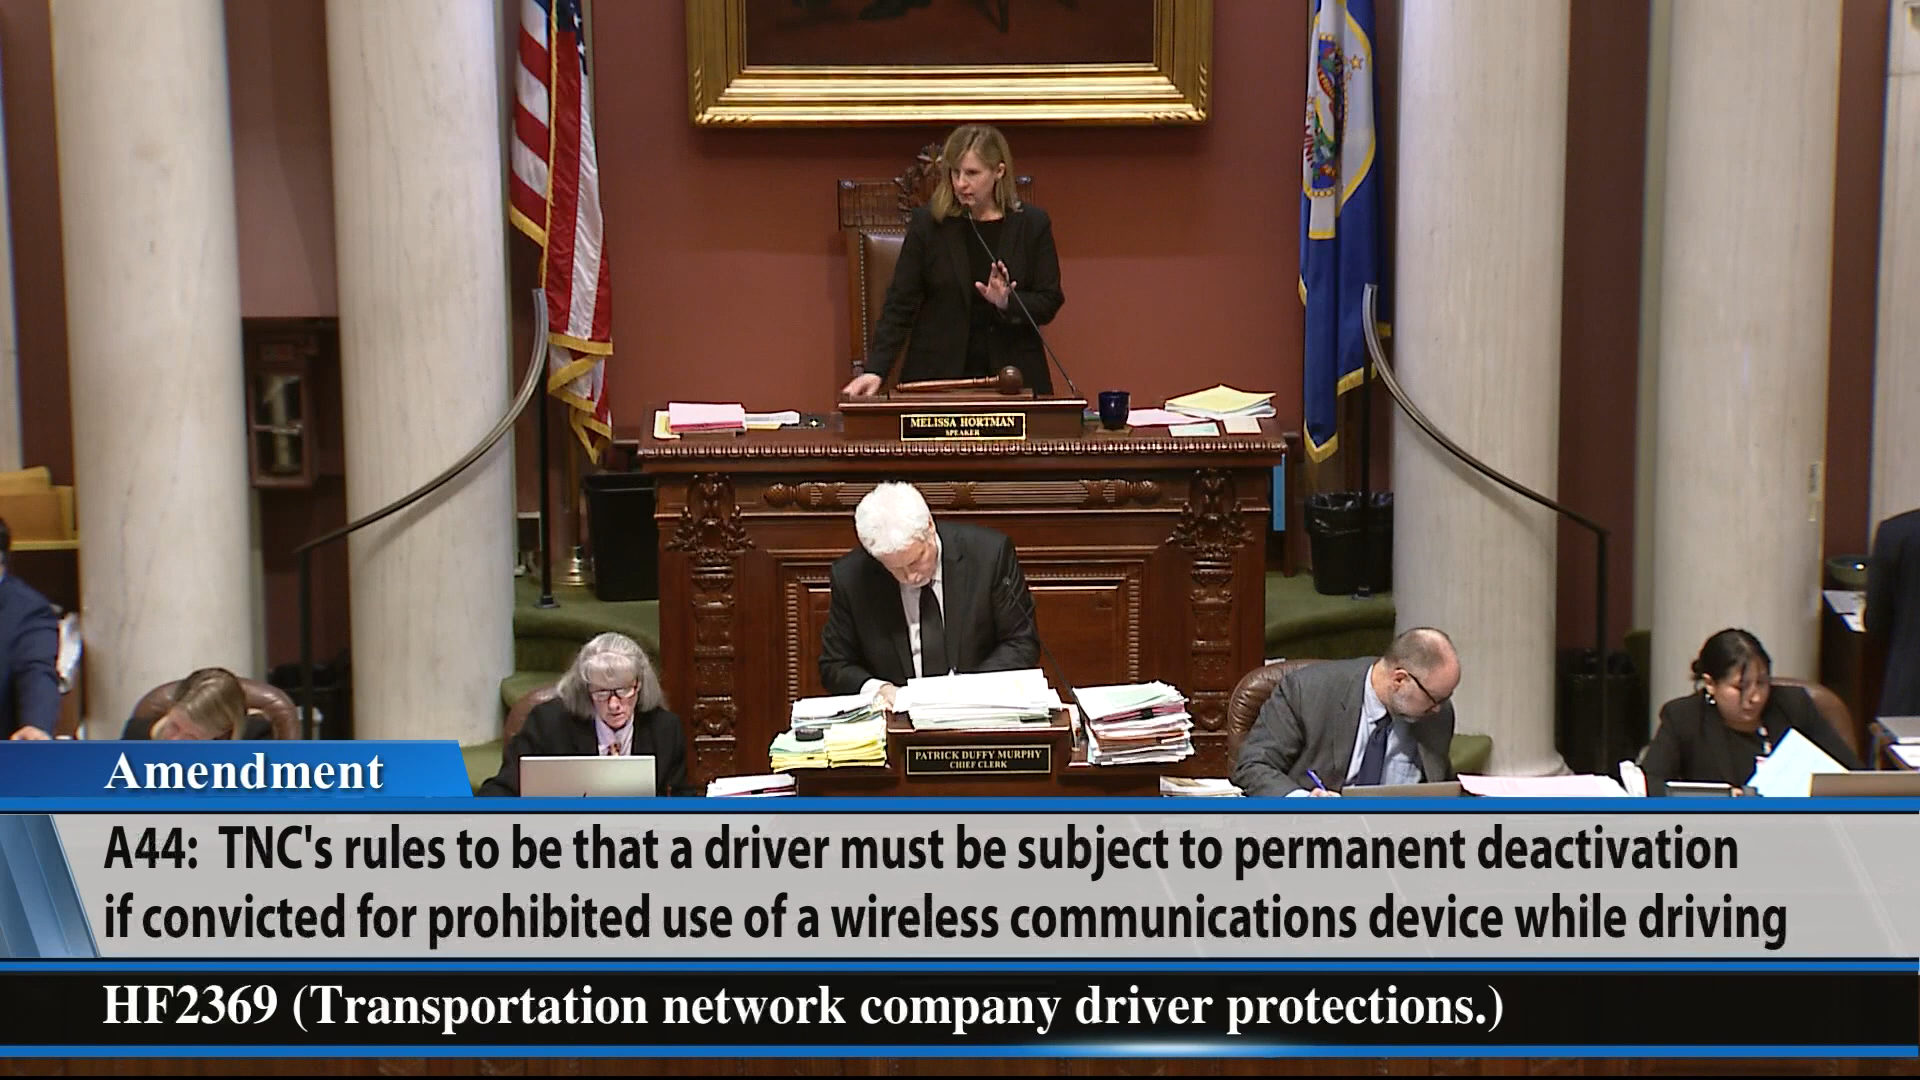 MELISSA HORTMAN
SPEAKER
PATRICK DUFFY MURPHY
CHIEF CLERK
Amendment
A44: TNC's rules to be that a driver must be subject to permanent deactivation
if convicted for prohibited use of a wireless communications device while driving
HF2369 (Transportation network company driver protections.)